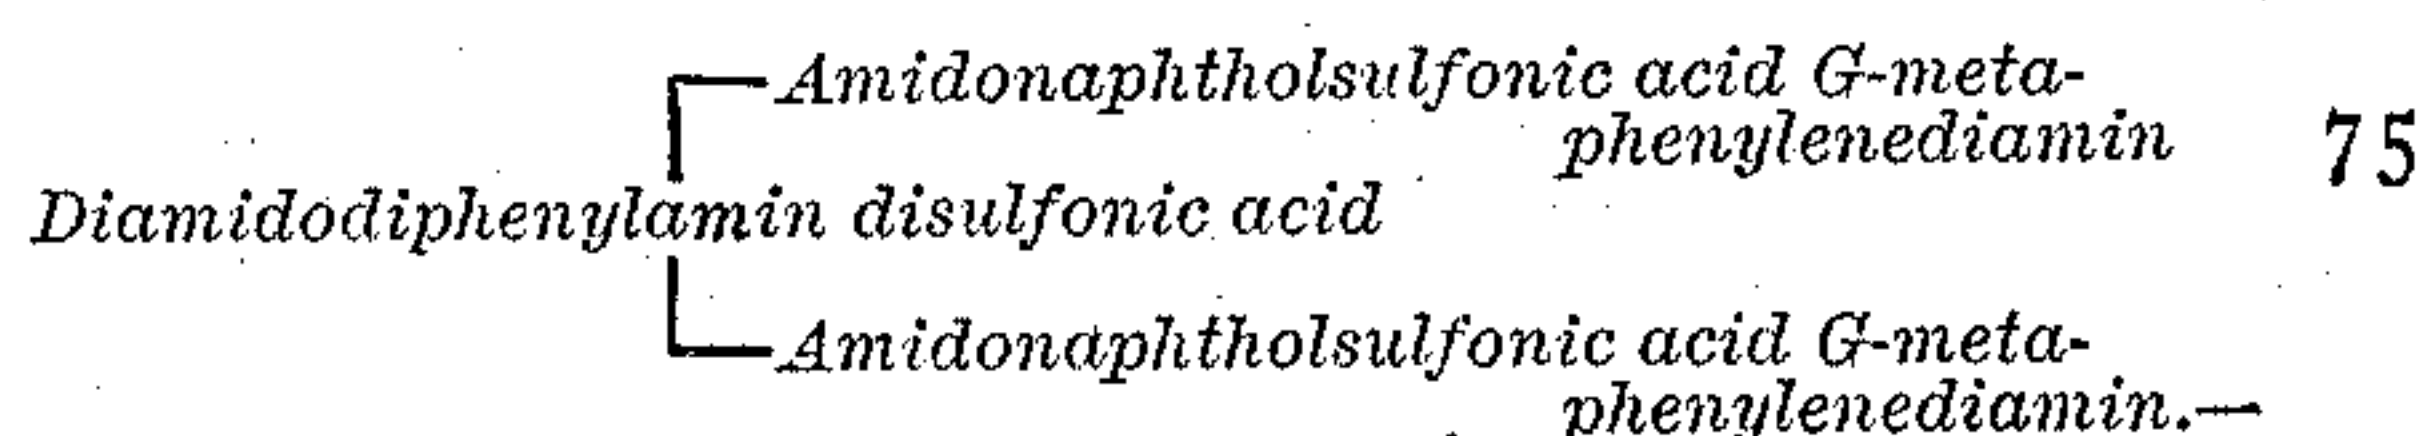 Amidonaphtholsulfonic acid G-meta-
phenylenediamin 75
Diamidodiphenylamin disulfonic acid
Amidonaphtholsulfonic acid G-meta-
phenylenediamin.—